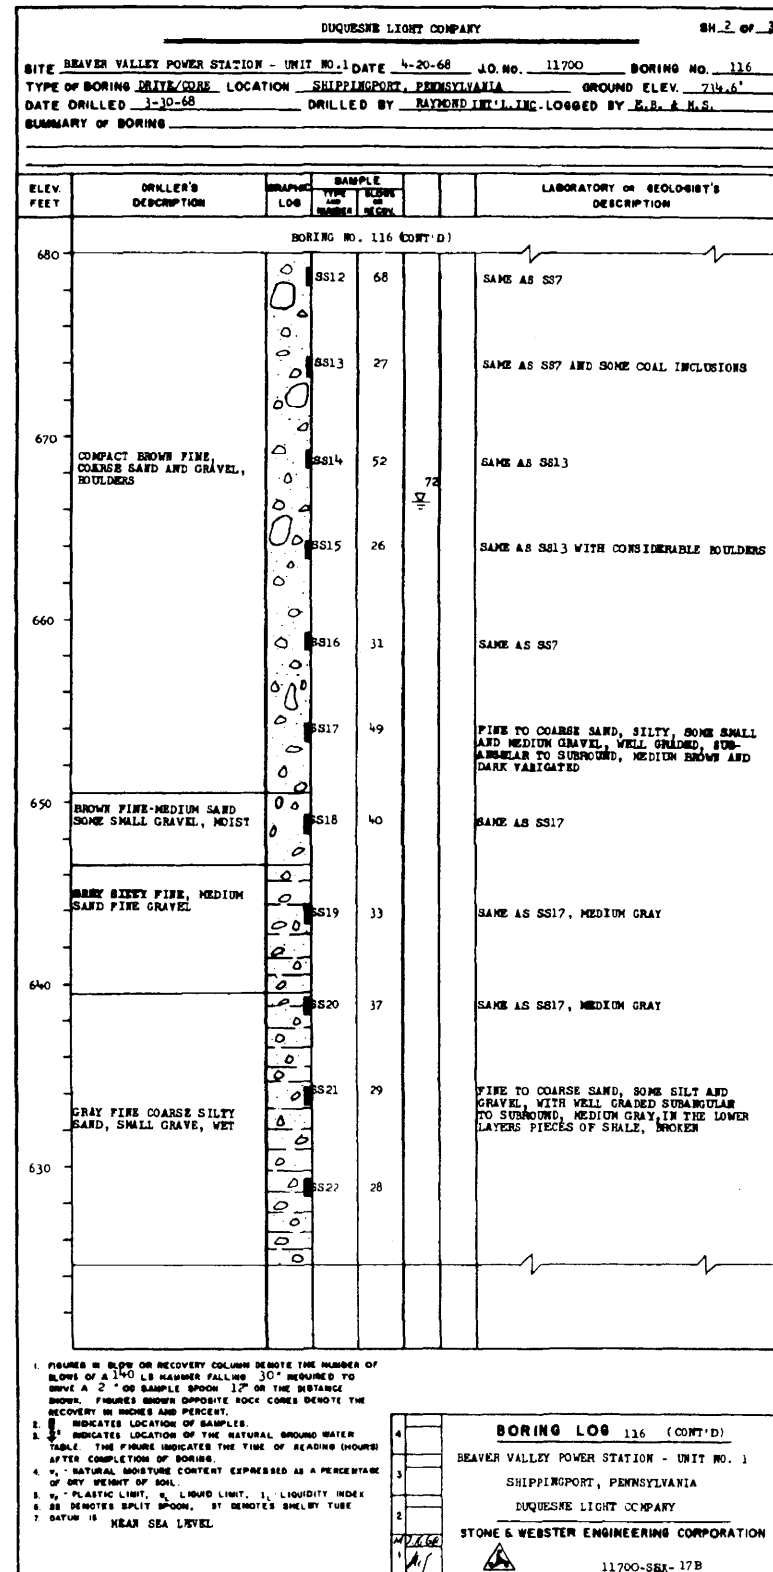 DUQUESNE LIGHT COMPANY
SH 2 OF 3
SITE BEAVER VALLEY POWER STATION - UNIT NO.1 DATE 4-20-68 J.O. NO. 11700 BORING NO. 116
TYPE OF BORING DRIVE/CORE LOCATION SHIPPINGPORT, PENNSYLVANIA GROUND ELEV. 734.6'
DATE DRILLED 3-30-68 DRILLED BY RAYMOND INT'L. INC. LOGGED BY E.B. & M.S.
SUMMARY OF BORING
ELEV. FEET
DRILLER'S DESCRIPTION
GRAPHIC LOG
SAMPLE
TYPE AND NUMBER
BLOWS OR RECOV.
LABORATORY OR GEOLOGIST'S DESCRIPTION
BORING NO. 116 (CONT'D)
680
SS12 68 SAME AS SS7
SS13 27 SAME AS SS7 AND SOME COAL INCLUSIONS
670
COMPACT BROWN FINE,
COARSE SAND AND GRAVEL,
BOULDERS
SS14 52 SAME AS SS13
72
SS15 26 SAME AS SS13 WITH CONSIDERABLE BOULDERS
660
SS16 31 SAME AS SS7
SS17 49
FINE TO COARSE SAND, SILTY, SOME SMALL
AND MEDIUM GRAVEL, WELL GRADED, SUB-
ANGULAR TO SUBROUND, MEDIUM BROWN AND
DARK VARIGATED
650
BROWN FINE-MEDIUM SAND
SOME SMALL GRAVEL, MOIST
SS18 40 SAME AS SS17
GREY SILTY FINE, MEDIUM
SAND FINE GRAVEL
SS19 33 SAME AS SS17, MEDIUM GRAY
640
SS20 37 SAME AS SS17, MEDIUM GRAY
SS21 29
GRAY FINE COARSE SILTY
SAND, SMALL GRAVE, WET
FINE TO COARSE SAND, SOME SILT AND
GRAVEL, WITH WELL GRADED SUBANGULAR
TO SUBROUND, MEDIUM GRAY, IN THE LOWER
LAYERS PIECES OF SHALE, BROKEN
630
SS22 28
1. FIGURES IN BLOW OR RECOVERY COLUMN DENOTE THE NUMBER OF
BLOWS OF A 140 LB HAMMER FALLING 30" REQUIRED TO
DRIVE A 2" OD SAMPLE SPOON 12" OR THE DISTANCE
SHOWN. FIGURES SHOWN OPPOSITE ROCK CORES DENOTE THE
RECOVERY IN INCHES AND PERCENT.
2. INDICATES LOCATION OF SAMPLES.
3. INDICATES LOCATION OF THE NATURAL GROUND WATER
TABLE. THE FIGURE INDICATES THE TIME OF READING (HOURS)
AFTER COMPLETION OF BORING.
4. - NATURAL MOISTURE CONTENT EXPRESSED AS A PERCENTAGE
OF DRY WEIGHT OF SOIL.
5. - PLASTIC LIMIT, LIQUID LIMIT, LIQUIDITY INDEX
6. SS DENOTES SPLIT SPOON, ST DENOTES SHELBY TUBE
7. DATUM IS MEAN SEA LEVEL
4
3
2
1
BORING LOG 116 (CONT'D)
BEAVER VALLEY POWER STATION - UNIT NO. 1
SHIPPINGPORT, PENNSYLVANIA
DUQUESNE LIGHT COMPANY
STONE & WEBSTER ENGINEERING CORPORATION
11700-SKK-17B